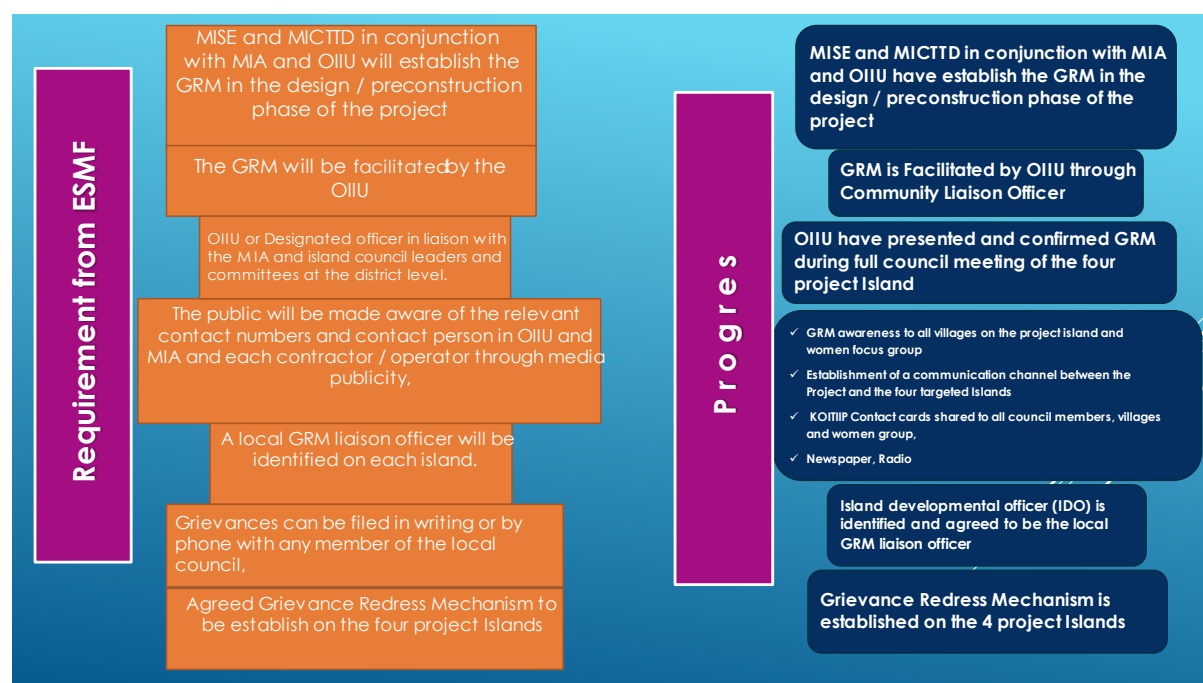 Requirement from ESMF
MISE and MICTTD in conjunction
with MIA and OIIU will establish the
GRM in the design / preconstruction
phase of the project
The GRM will be facilitated by the
OIIU
OIIU or Designated officer in liaison with
the MIA and island council leaders and
committees at the district level.
The public will be made aware of the relevant
contact numbers and contact person in OIIU and
MIA and each contractor / operator through media
publicity,
A local GRM liaison officer will be
identified on each island.
Grievances can be filed in writing or by
phone with any member of the local
council,
Agreed Grievance Redress Mechanism to
be establish on the four project Islands
Progres
MISE and MICTTD in conjunction with MIA
and OIIU have establish the GRM in the
design / preconstruction phase of the
project
GRM is Facilitated by OIIU through
Community Liaison Officer
OIIU have presented and confirmed GRM
during full council meeting of the four
project Island
✓ GRM awareness to all villages on the project island and
women focus group
✓ Establishment of a communication channel between the
Project and the four targeted Islands
✓ KOITIIP Contact cards shared to all council members, villages
and women group,
✓ Newspaper, Radio
Island developmental officer (IDO) is
identified and agreed to be the local
GRM liaison officer
Grievance Redress Mechanism is
established on the 4 project Islands